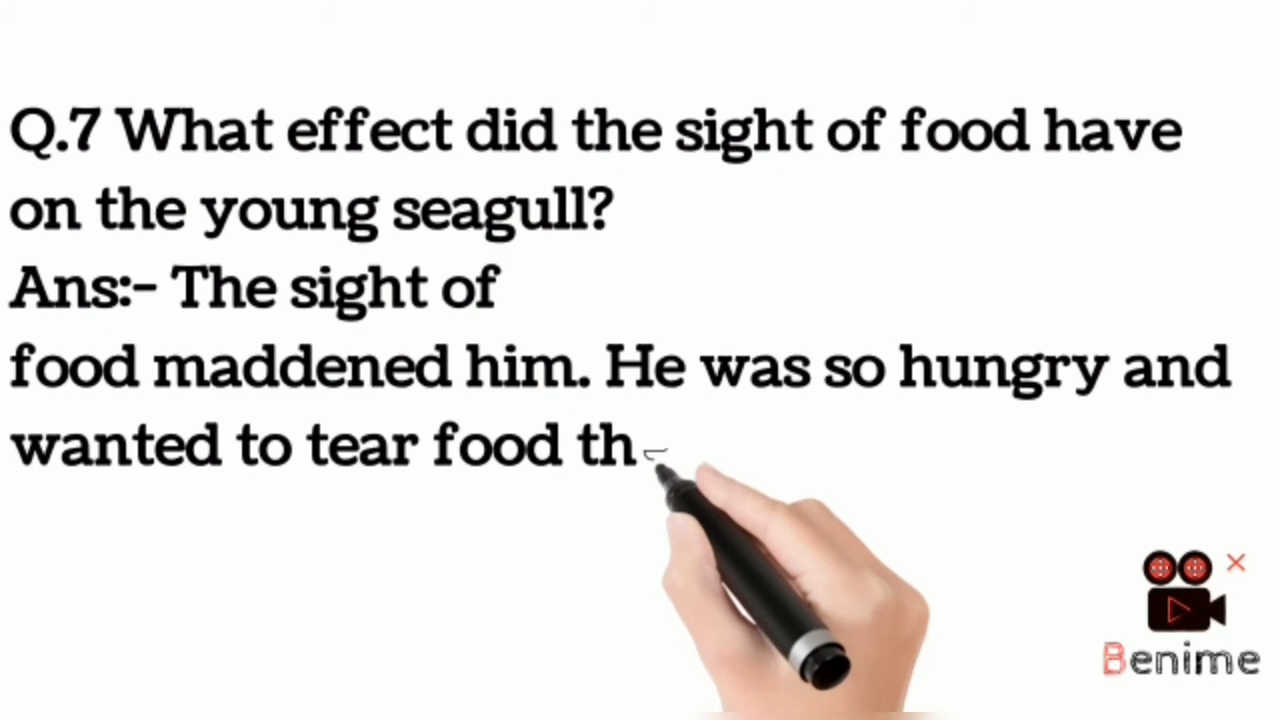 Q.7 What effect did the sight of food have
on the young seagull?
Ans:- The sight of
food maddened him. He was so hungry and
wanted to tear food th
Benime